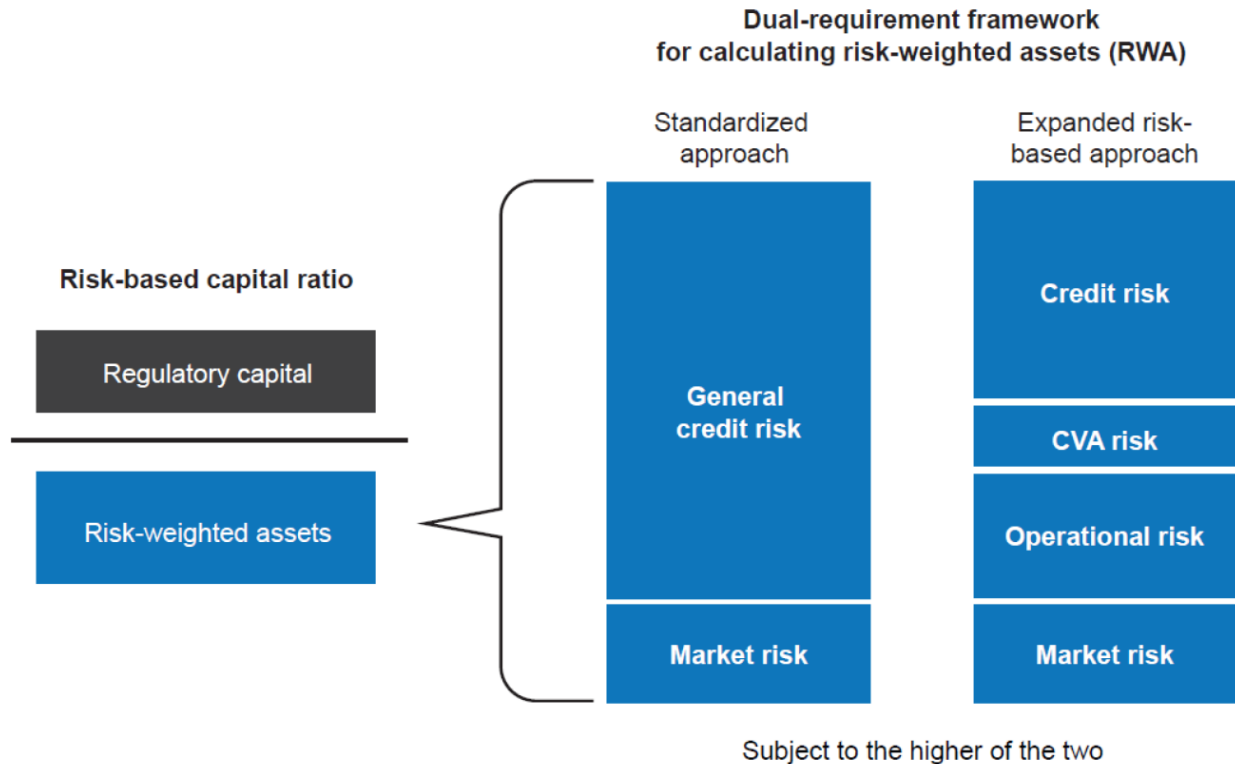 Dual-requirement framework
for calculating risk-weighted assets (RWA)
Standardized
approach
Expanded risk-
based approach
Risk-based capital ratio
Regulatory capital
Risk-weighted assets
General
credit risk
Market risk
Credit risk
CVA risk
Operational risk
Market risk
Subject to the higher of the two